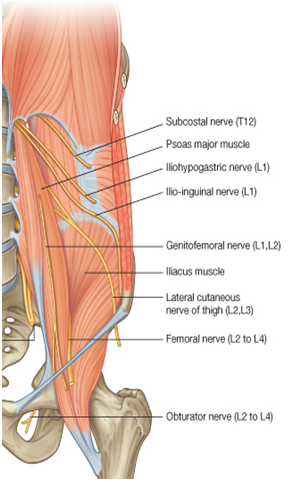 Subcostal nerve (T12)
Psoas major muscle
Iliohypogastric nerve (L1)
Ilio-inguinal nerve (L1)
Genitofemoral nerve (L1,L2)
Iliacus muscle
Lateral cutaneous
nerve of thigh (L2,L3)
Femoral nerve (L2 to L4)
Obturator nerve (L2 to L4)